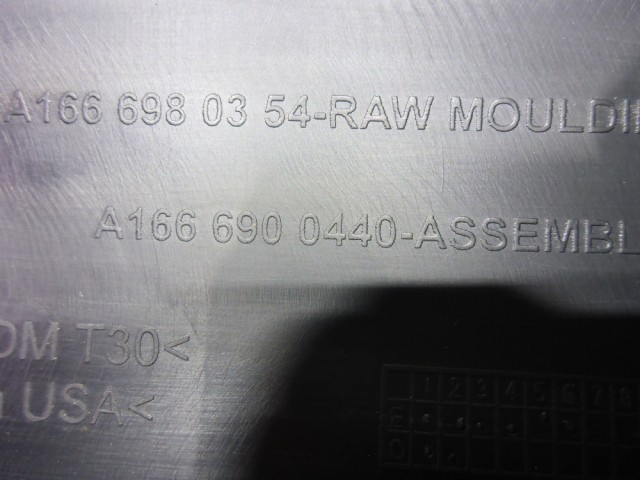 A166 698 03 54-RAW MOULDI
A166 690 0440-ASSEMBL
DM T30<
USA<
1 2 3 4 5 6 7 8
E
O